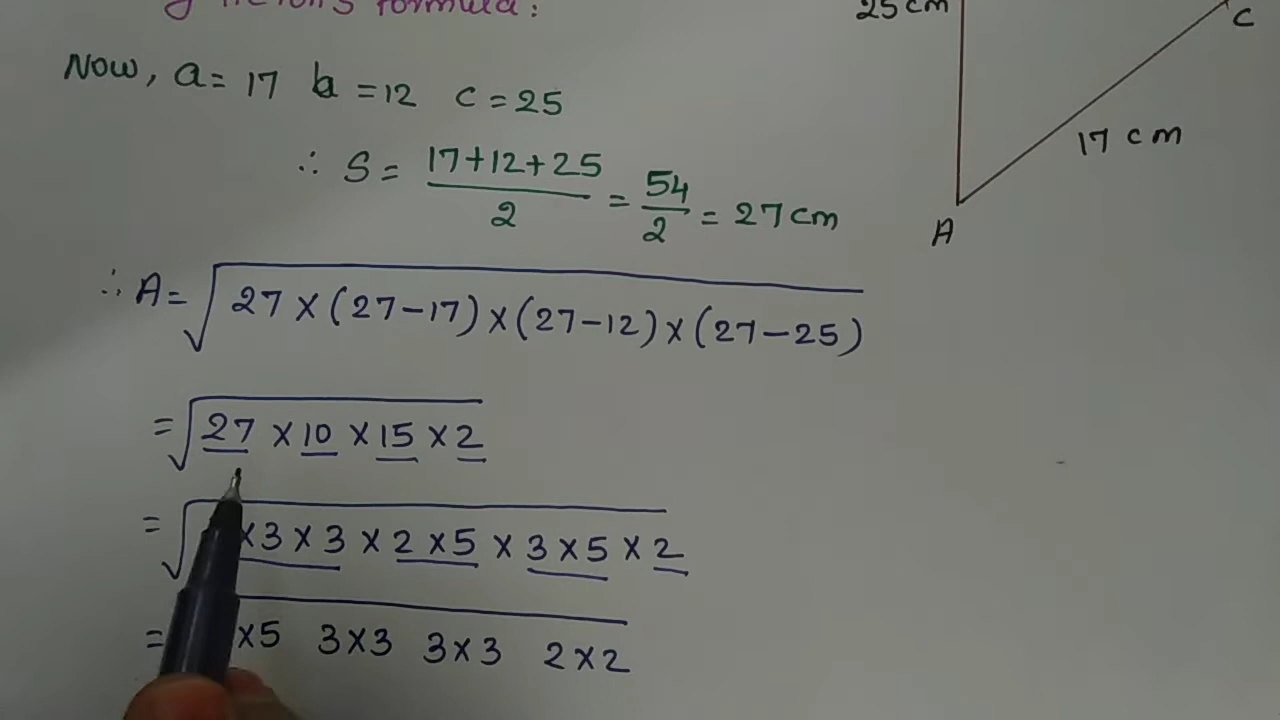 formula:
25 cm
C
Now, a = 17 b = 12 c = 25
17 cm
∴ S = 17+12+25 / 2 = 54 / 2 = 27 cm
A
∴ A = √ 27 × (27-17) × (27-12) × (27-25)
= √ 27 × 10 × 15 × 2
= √ ×3 × 3 × 2 × 5 × 3 × 5 × 2
= ×5 3×3 3×3 2×2